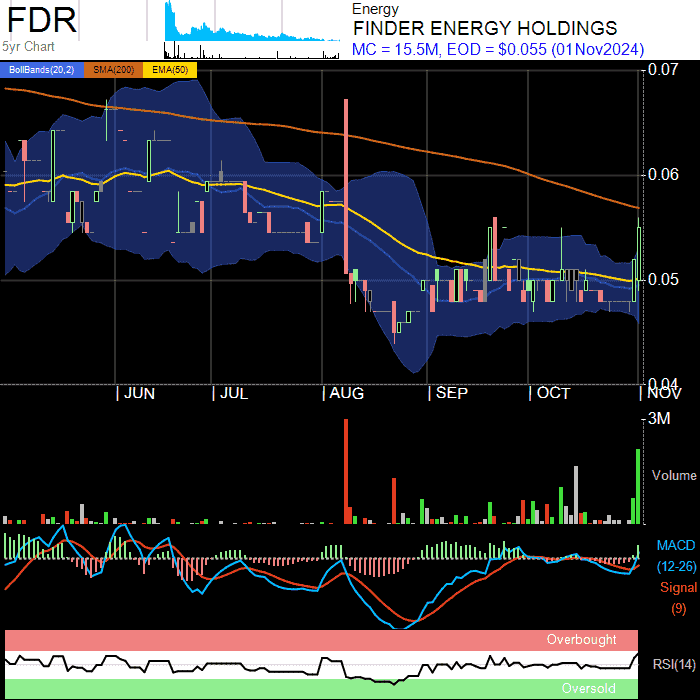 FDR
5yr Chart
Energy
FINDER ENERGY HOLDINGS
MC = 15.5M, EOD = $0.055 (01Nov2024)
BollBands(20,2) SMA(200) EMA(50)
0.07
0.06
0.05
0.04
JUN JUL AUG SEP OCT NOV
3M
Volume
MACD
(12-26)
Signal
(9)
Overbought
RSI(14)
Oversold